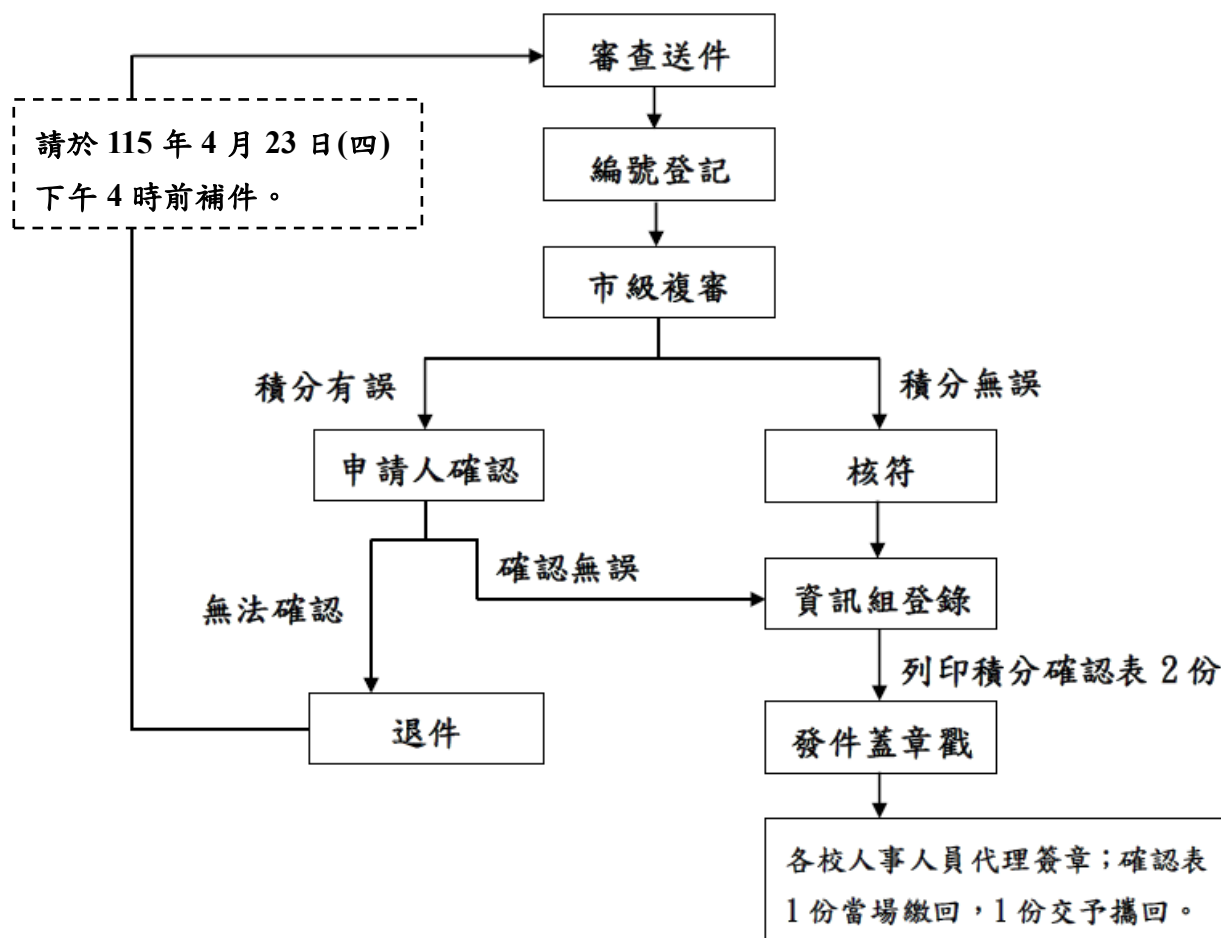 審查送件
請於 115 年 4 月 23 日(四)
下午 4 時前補件。
編號登記
市級複審
積分有誤
積分無誤
申請人確認
核符
確認無誤
無法確認
資訊組登錄
列印積分確認表 2 份
退件
發件蓋章戳
各校人事人員代理簽章；確認表
1 份當場繳回，1 份交予攜回。